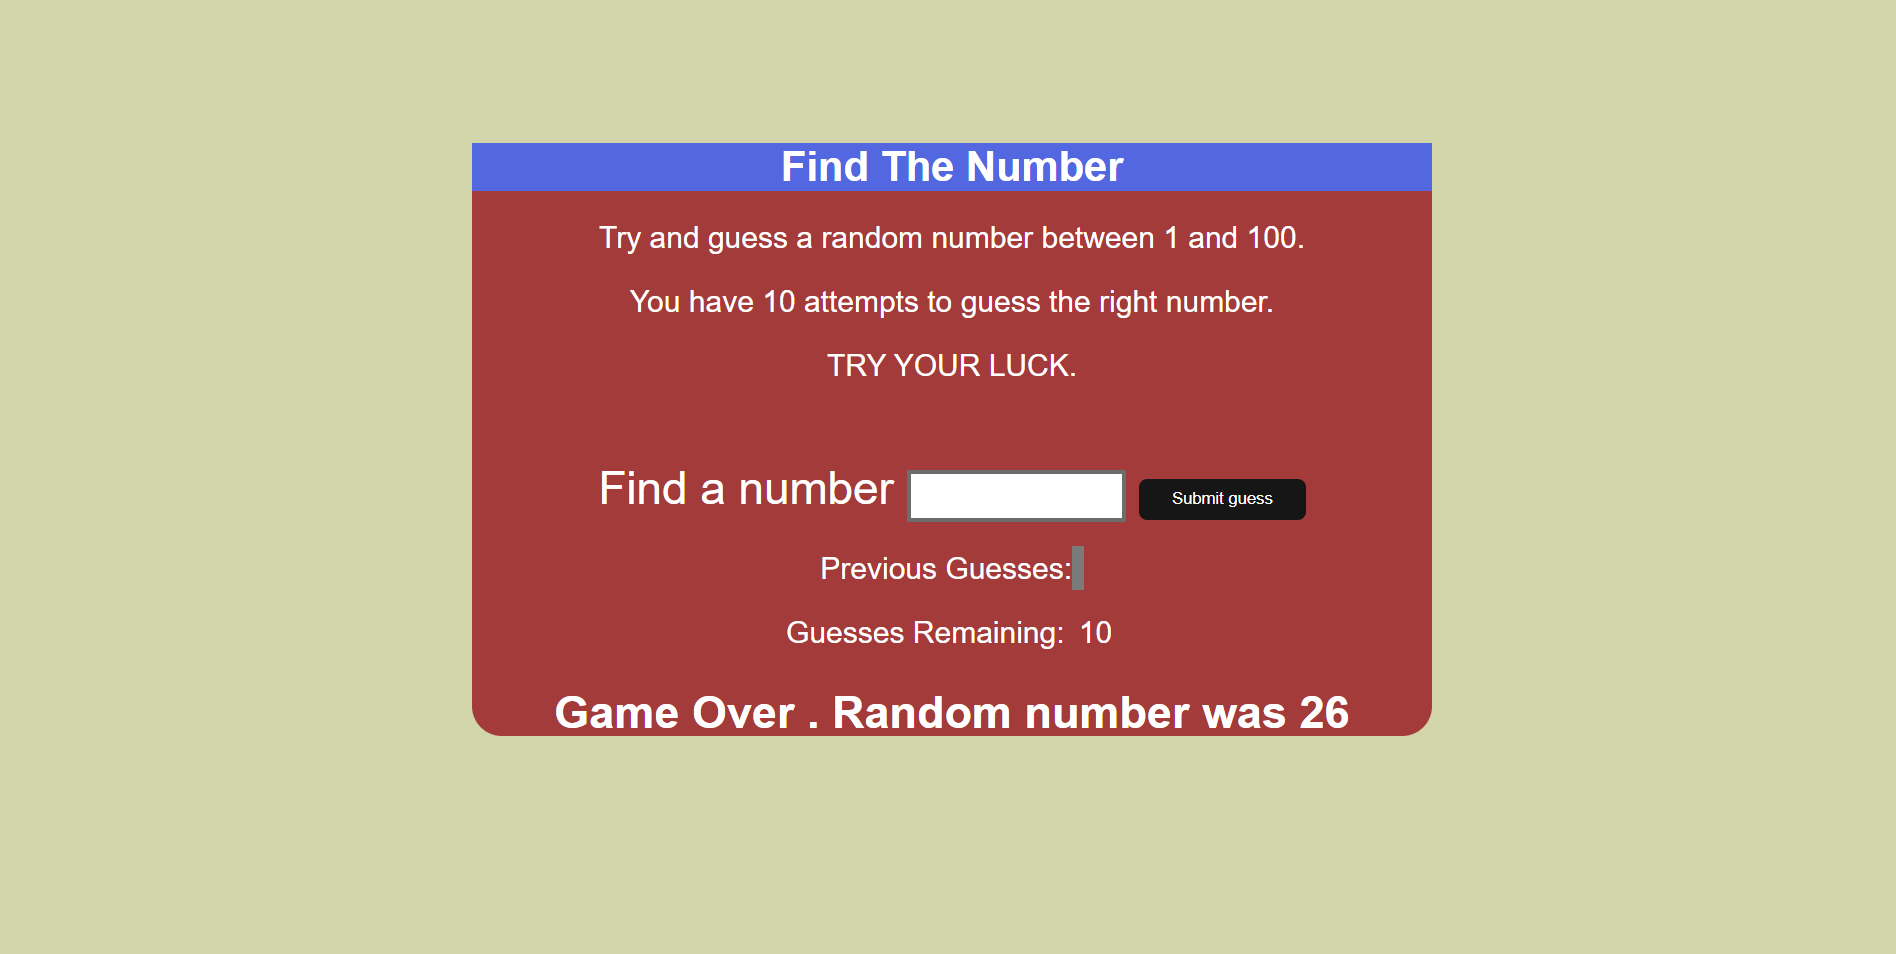 Find The Number
Try and guess a random number between 1 and 100.
You have 10 attempts to guess the right number.
TRY YOUR LUCK.
Find a number Submit guess
Previous Guesses:
Guesses Remaining: 10
Game Over . Random number was 26